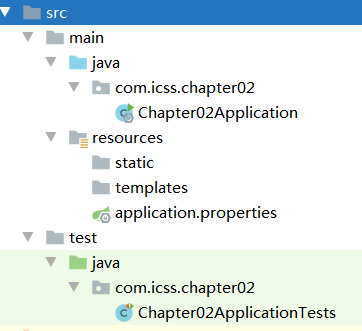 src
main
java
com.icss.chapter02
Chapter02Application
resources
static
templates
application.properties
test
java
com.icss.chapter02
Chapter02ApplicationTests